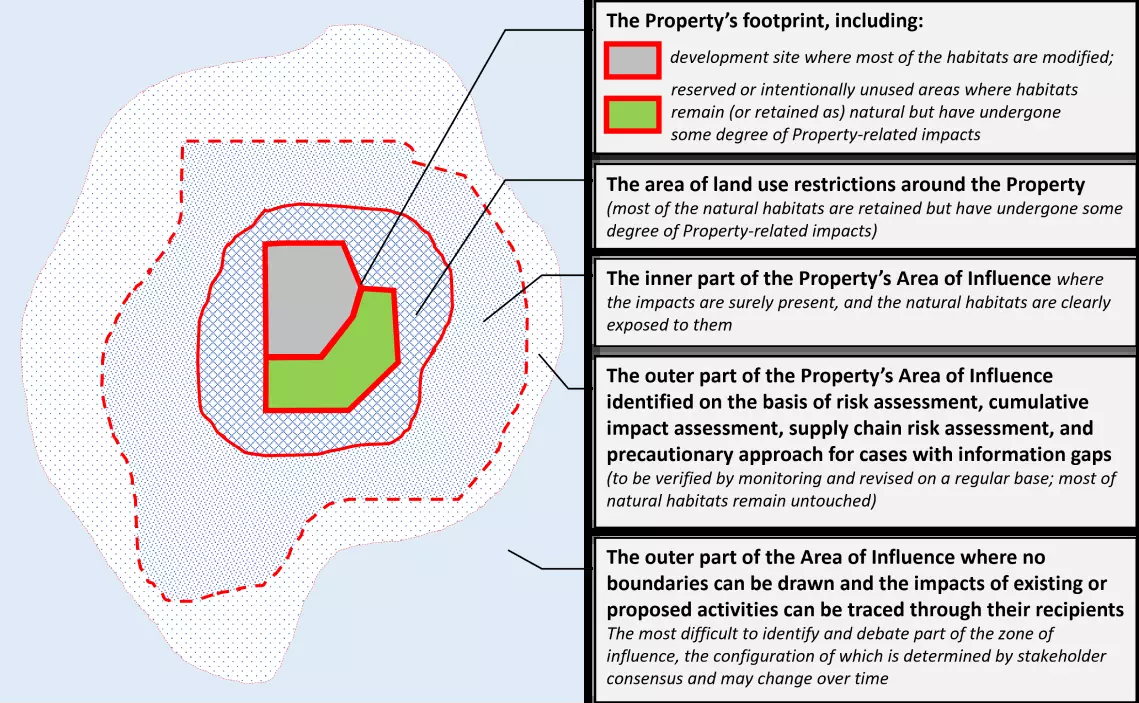 The Property’s footprint, including:
development site where most of the habitats are modified;
reserved or intentionally unused areas where habitats
remain (or retained as) natural but have undergone
some degree of Property-related impacts
The area of land use restrictions around the Property
(most of the natural habitats are retained but have undergone some
degree of Property-related impacts)
The inner part of the Property’s Area of Influence where
the impacts are surely present, and the natural habitats are clearly
exposed to them
The outer part of the Property’s Area of Influence
identified on the basis of risk assessment, cumulative
impact assessment, supply chain risk assessment, and
precautionary approach for cases with information gaps
(to be verified by monitoring and revised on a regular base; most of
natural habitats remain untouched)
The outer part of the Area of Influence where no
boundaries can be drawn and the impacts of existing or
proposed activities can be traced through their recipients
The most difficult to identify and debate part of the zone of
influence, the configuration of which is determined by stakeholder
consensus and may change over time